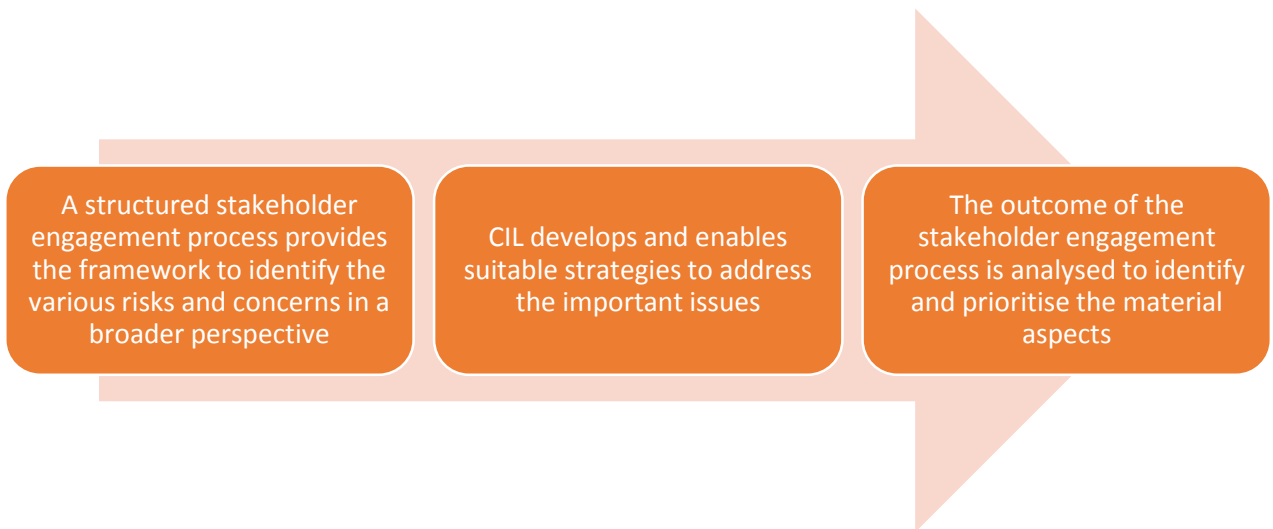 A structured stakeholder
engagement process provides
the framework to identify the
various risks and concerns in a
broader perspective
CIL develops and enables
suitable strategies to address
the important issues
The outcome of the
stakeholder engagement
process is analysed to identify
and prioritise the material
aspects